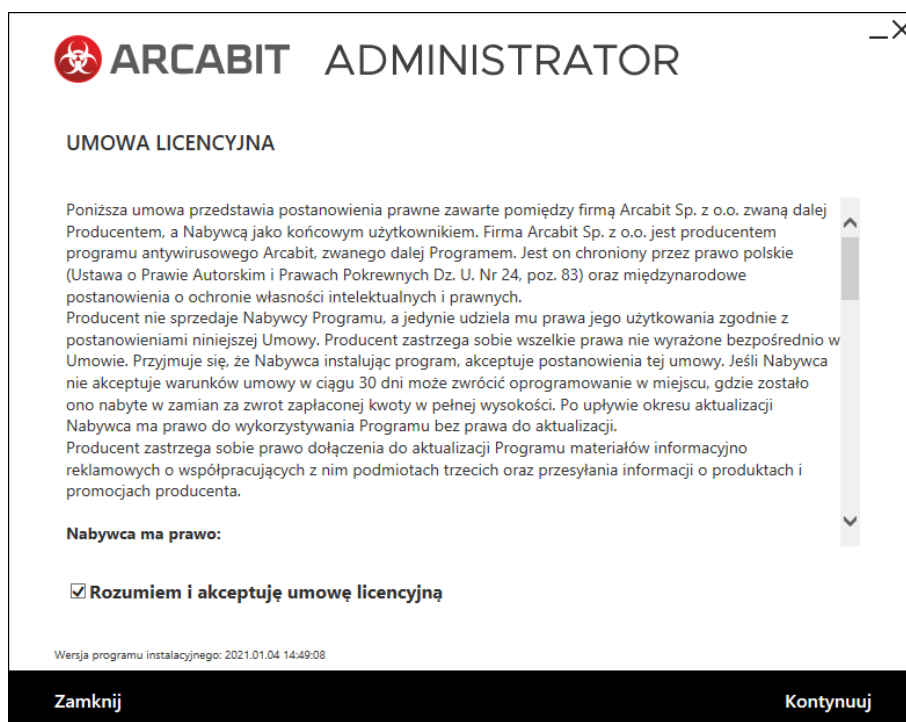 ARCABIT ADMINISTRATOR
UMOWA LICENCYJNA
Poniższa umowa przedstawia postanowienia prawne zawarte pomiędzy firmą Arcabit Sp. z o.o. zwaną dalej
Producentem, a Nabywcą jako końcowym użytkownikiem. Firma Arcabit Sp. z o.o. jest producentem
programu antywirusowego Arcabit, zwanego dalej Programem. Jest on chroniony przez prawo polskie
(Ustawa o Prawie Autorskim i Prawach Pokrewnych Dz. U. Nr 24, poz. 83) oraz międzynarodowe
postanowienia o ochronie własności intelektualnych i prawnych.
Producent nie sprzedaje Nabywcy Programu, a jedynie udziela mu prawa jego użytkowania zgodnie z
postanowieniami niniejszej Umowy. Producent zastrzega sobie wszelkie prawa nie wyrażone bezpośrednio w
Umowie. Przyjmuje się, że Nabywca instalując program, akceptuje postanowienia tej umowy. Jeśli Nabywca
nie akceptuje warunków umowy w ciągu 30 dni może zwrócić oprogramowanie w miejscu, gdzie zostało
ono nabyte w zamian za zwrot zapłaconej kwoty w pełnej wysokości. Po upływie okresu aktualizacji
Nabywca ma prawo do wykorzystywania Programu bez prawa do aktualizacji.
Producent zastrzega sobie prawo dołączenia do aktualizacji Programu materiałów informacyjno
reklamowych o współpracujących z nim podmiotach trzecich oraz przesyłania informacji o produktach i
promocjach producenta.
Nabywca ma prawo:
Rozumiem i akceptuję umowę licencyjną
Wersja programu instalacyjnego: 2021.01.04 14:49:08
Zamknij
Kontynuuj